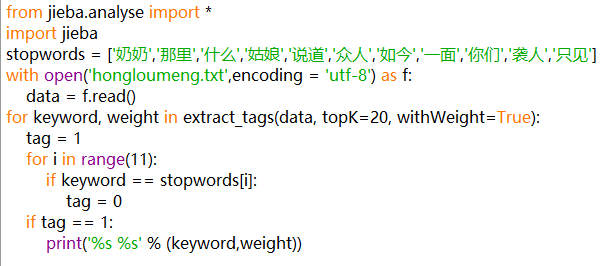 from jieba.analyse import *
import jieba
stopwords = ['奶奶','那里','什么','姑娘','说道','众人','如今','一面','你们','袭人','只见']
with open('hongloumeng.txt',encoding = 'utf-8') as f:
    data = f.read()
for keyword, weight in extract_tags(data, topK=20, withWeight=True):
    tag = 1
    for i in range(11):
        if keyword == stopwords[i]:
            tag = 0
    if tag == 1:
        print('%s %s' % (keyword,weight))